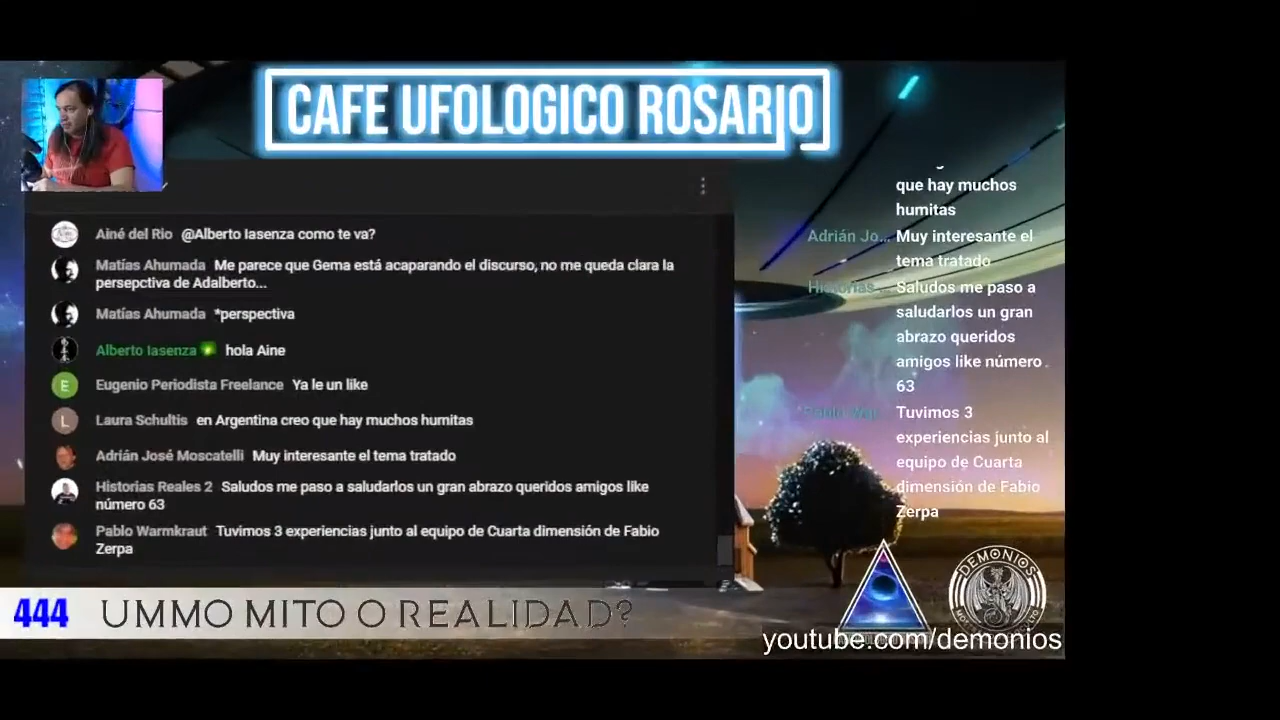 CAFE UFOLOGICO ROSARIO
Ainé del Rio @Alberto Iasenza como te va?
Matías Ahumada Me parece que Gema está acaparando el discurso, no me queda clara la
persepctiva de Adalberto...
Matías Ahumada *perspectiva
Alberto Iasenza hola Aine
E
Eugenio Periodista Freelance Ya le un like
L
Laura Schultis en Argentina creo que hay muchos humitas
Adrián José Moscatelli Muy interesante el tema tratado
Historias Reales 2 Saludos me paso a saludarlos un gran abrazo queridos amigos like
número 63
Pablo Warmkraut Tuvimos 3 experiencias junto al equipo de Cuarta dimensión de Fabio
Zerpa
que hay muchos
humitas
Adrián Jo... Muy interesante el
tema tratado
Historias ... Saludos me paso a
saludarlos un gran
abrazo queridos
amigos like número
63
Tuvimos 3
experiencias junto al
equipo de Cuarta
dimensión de Fabio
Zerpa
444 UMMO MITO O REALIDAD?
DEMONIOS
youtube.com/demonios